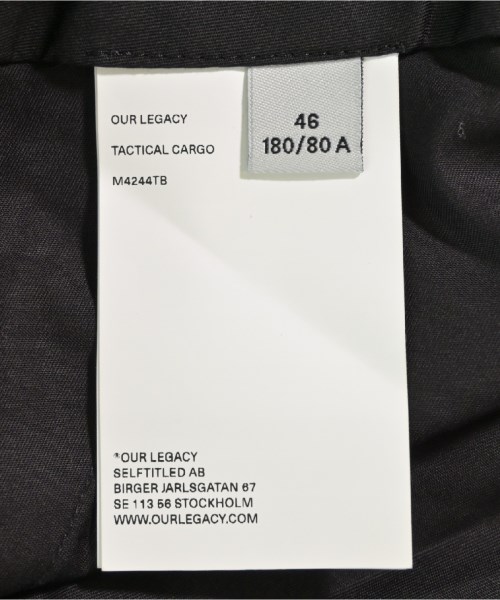 46
180/80 A
OUR LEGACY
TACTICAL CARGO
M4244TB
*OUR LEGACY
SELFTITLED AB
BIRGER JARLSGATAN 67
SE 113 56 STOCKHOLM
WWW.OURLEGACY.COM